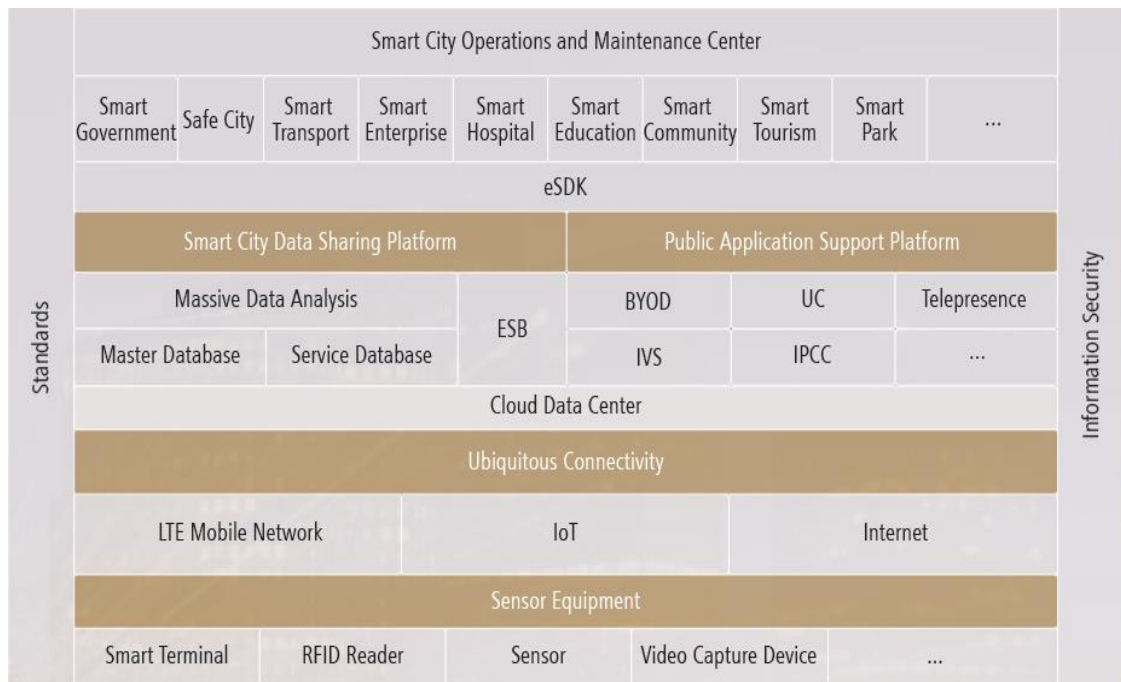 Smart City Operations and Maintenance Center
Smart
Government
Safe City
Smart
Transport
Smart
Enterprise
Smart
Hospital
Smart
Education
Smart
Community
Smart
Tourism
Smart
Park
...
eSDK
Smart City Data Sharing Platform
Public Application Support Platform
Massive Data Analysis
ESB
BYOD
UC
Telepresence
Master Database
Service Database
IVS
IPCC
...
Cloud Data Center
Ubiquitous Connectivity
LTE Mobile Network
IoT
Internet
Sensor Equipment
Smart Terminal
RFID Reader
Sensor
Video Capture Device
...
Standards
Information Security